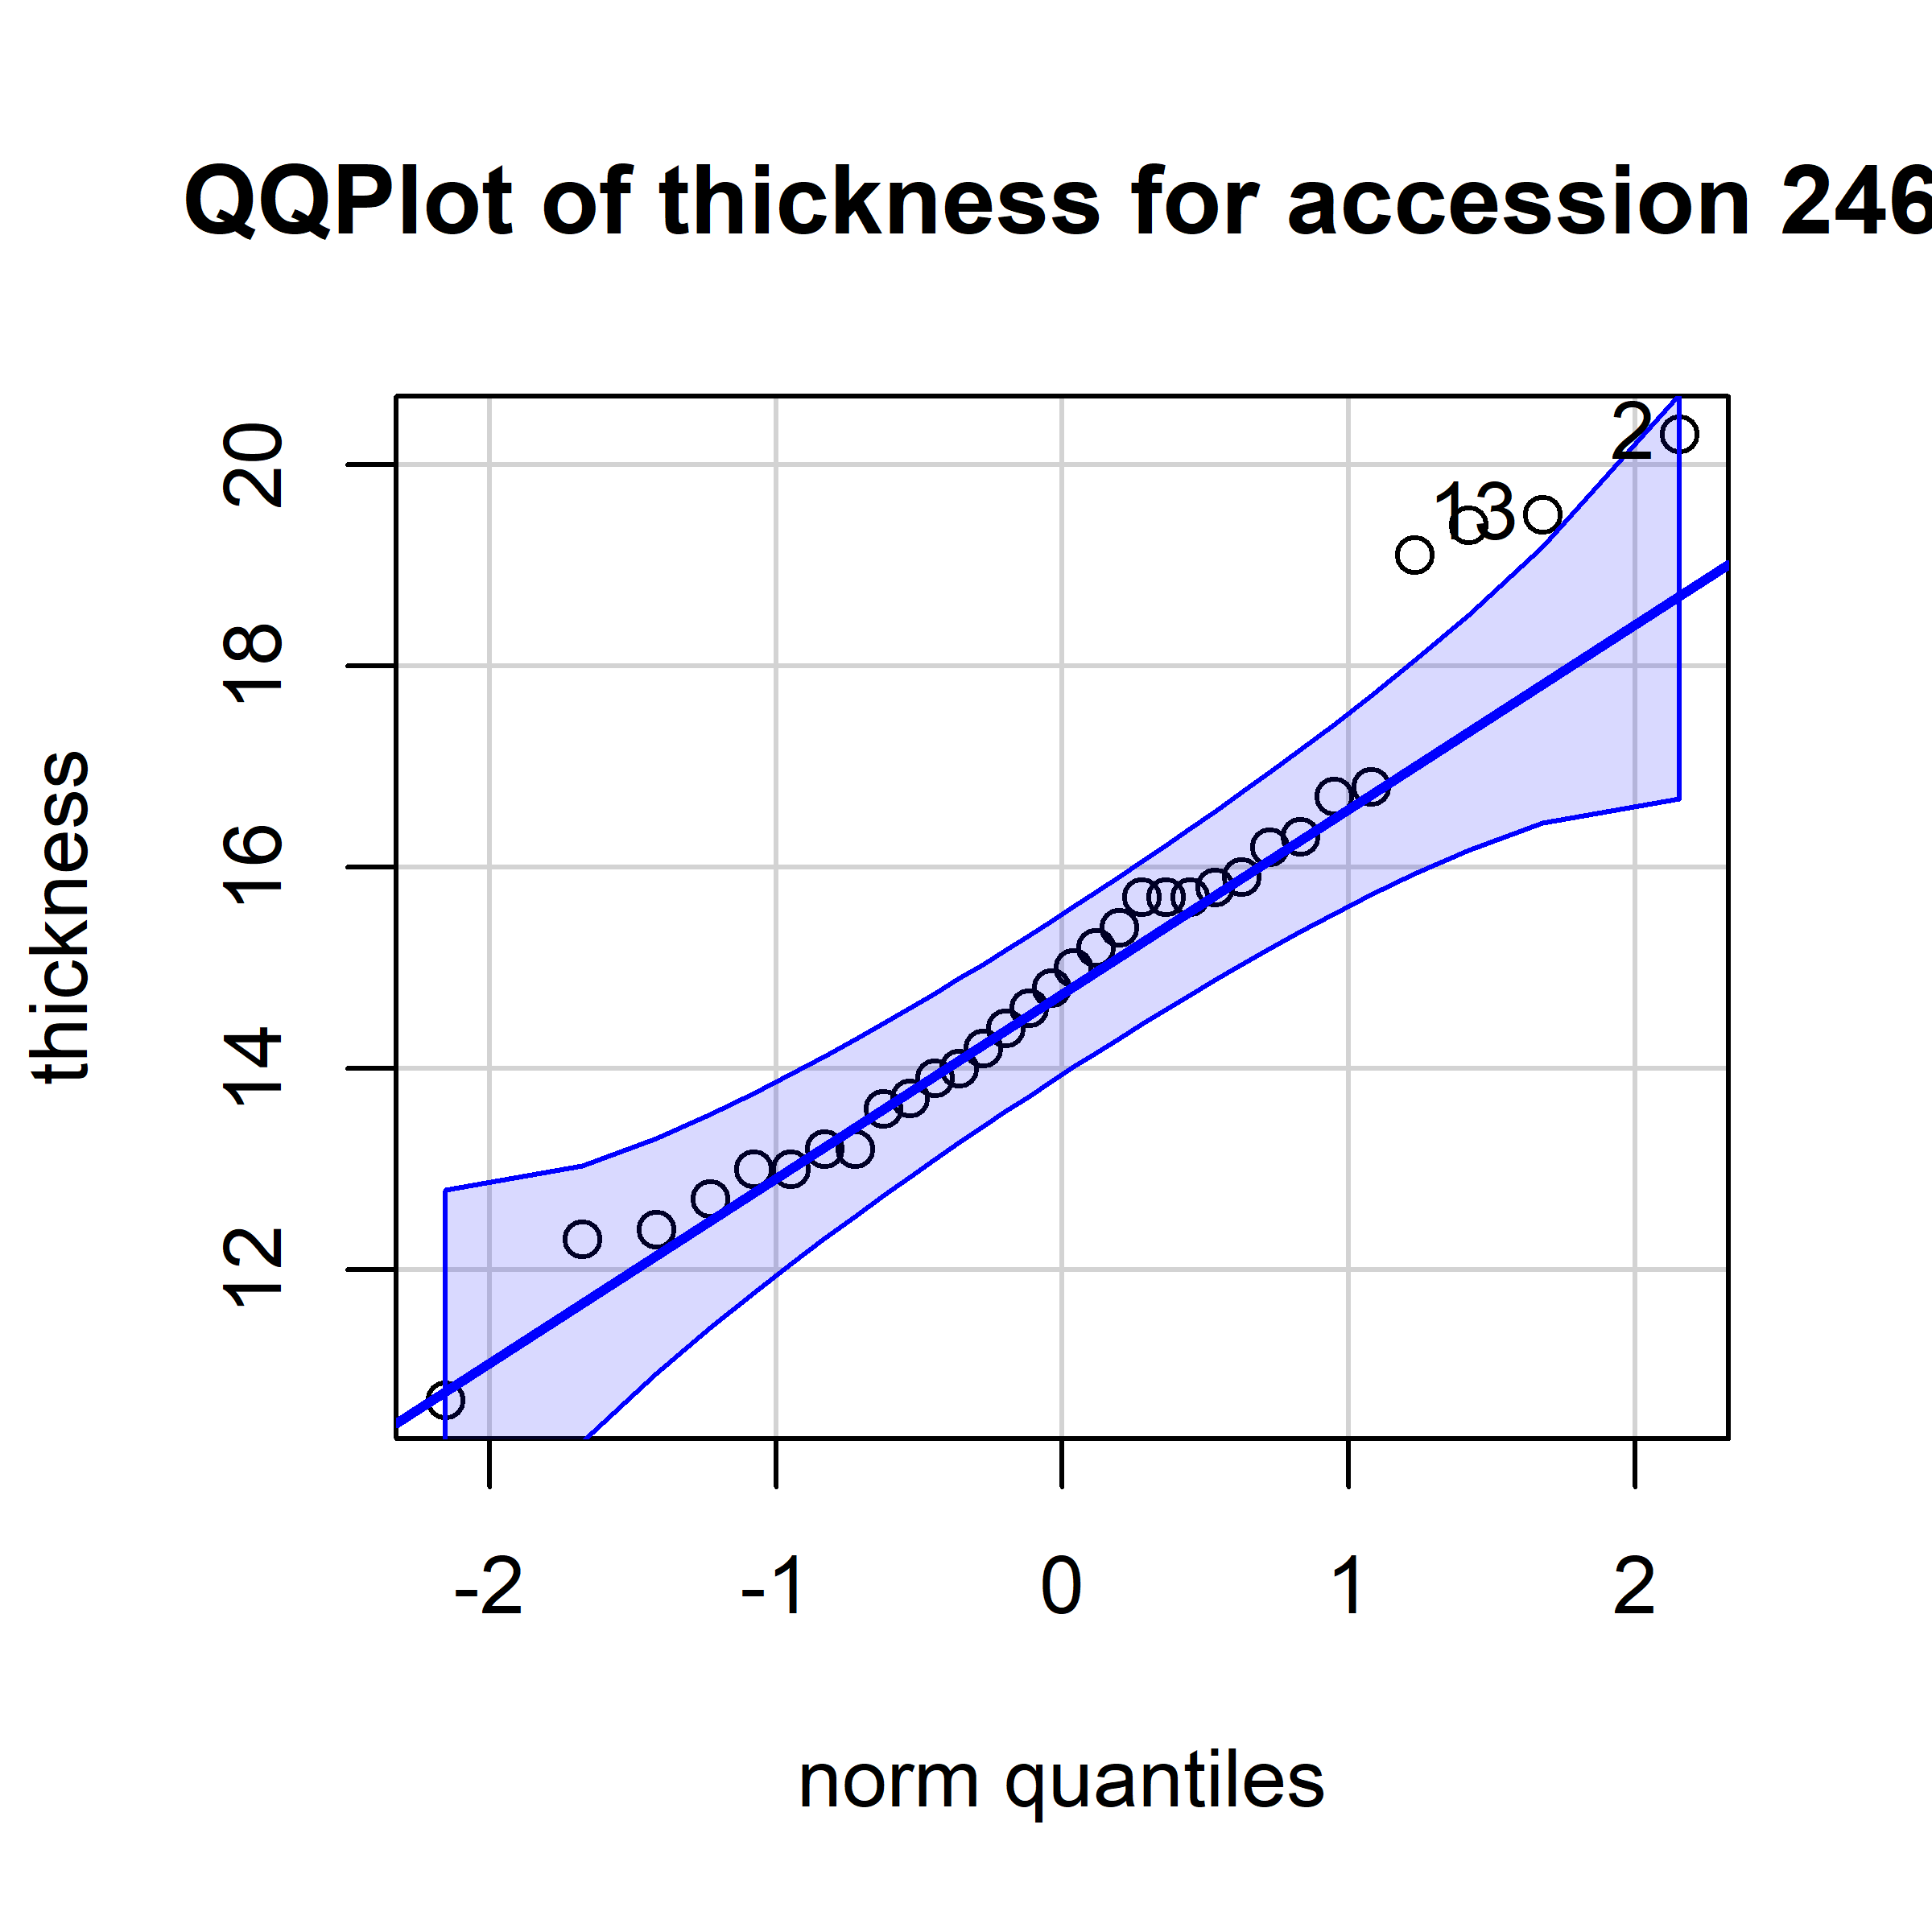 QQPlot of thickness for accession 246
thickness
20
18
16
14
12
2
13
-2 -1 0 1 2
norm quantiles